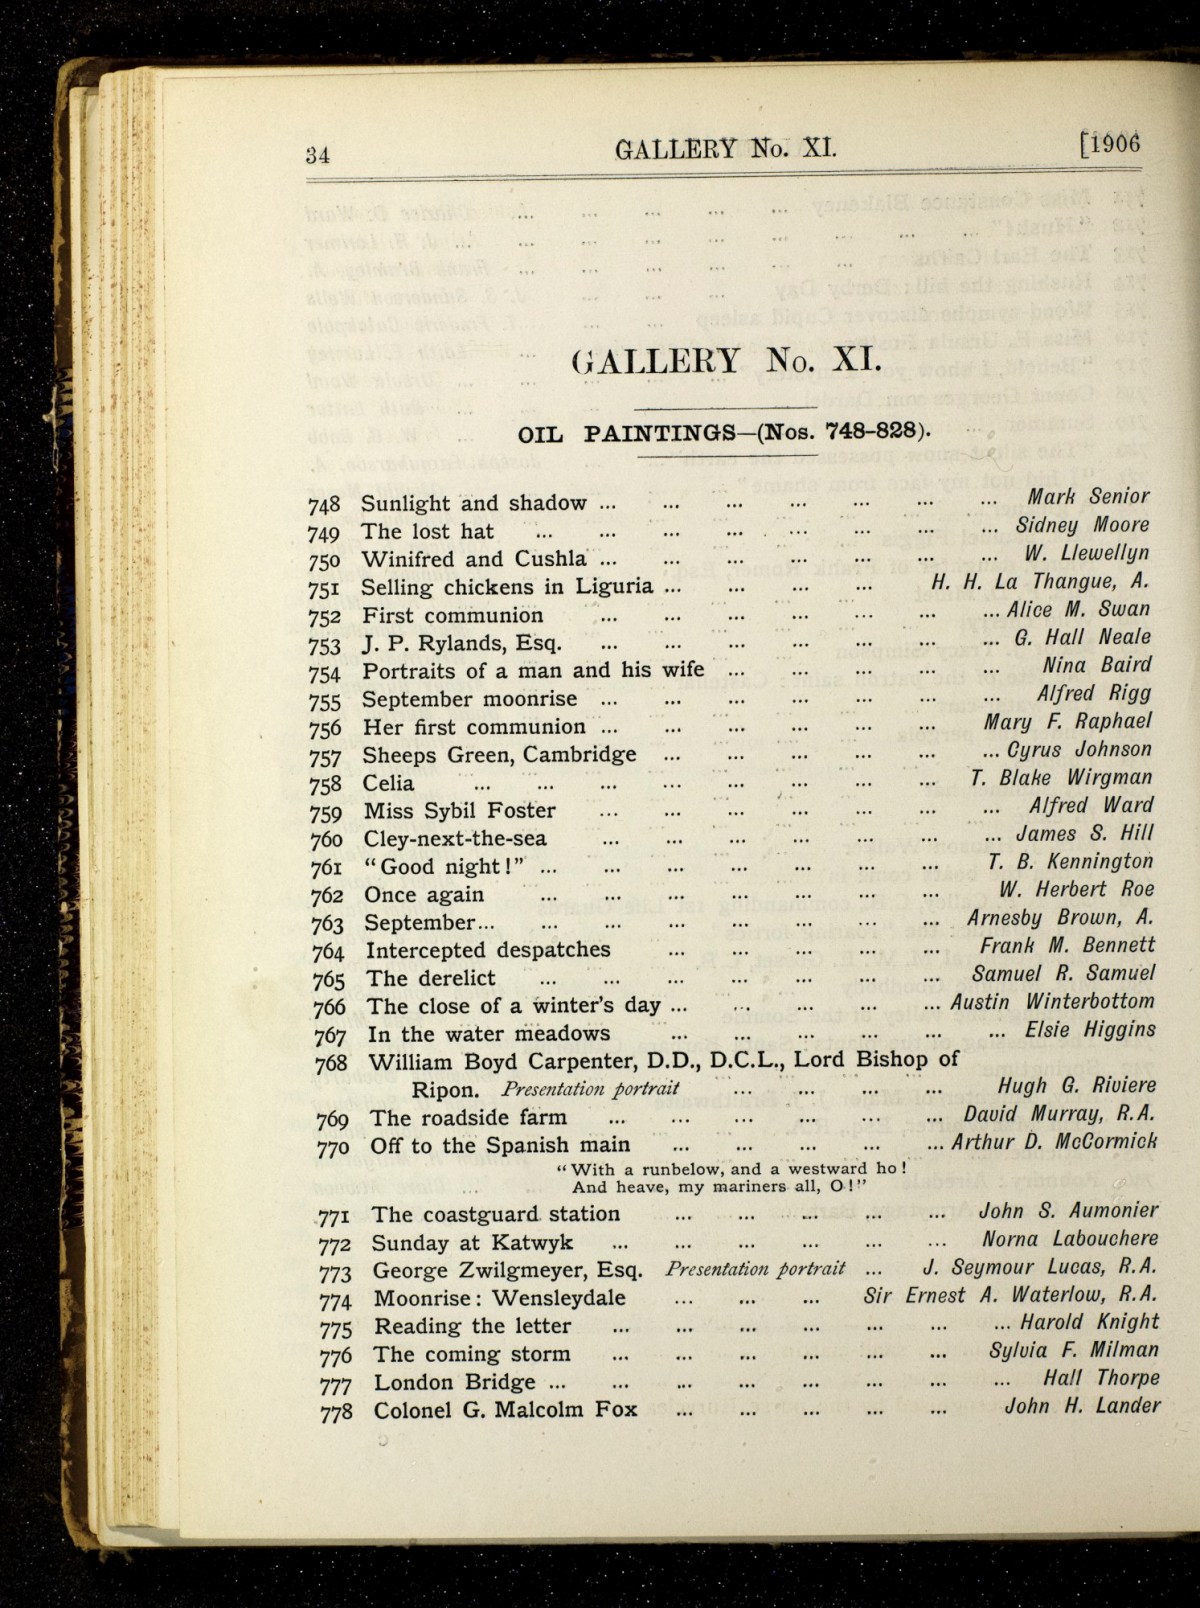 34 GALLERY No. XI. [1906
GALLERY No. XI.
OIL PAINTINGS—(Nos. 748-828).
748 Sunlight and shadow ... ... ... ... ... ... ... Mark Senior
749 The lost hat ... ... ... ... ... ... ... ... Sidney Moore
750 Winifred and Cushla ... ... ... ... ... ... ... W. Llewellyn
751 Selling chickens in Liguria ... ... ... ... H. H. La Thangue, A.
752 First communion ... ... ... ... ... ... ... Alice M. Swan
753 J. P. Rylands, Esq. ... ... ... ... ... ... ... G. Hall Neale
754 Portraits of a man and his wife ... ... ... ... ... Nina Baird
755 September moonrise ... ... ... ... ... ... ... Alfred Rigg
756 Her first communion ... ... ... ... ... ... Mary F. Raphael
757 Sheeps Green, Cambridge ... ... ... ... ... ... Cyrus Johnson
758 Celia ... ... ... ... ... ... ... ... T. Blake Wirgman
759 Miss Sybil Foster ... ... ... ... ... ... ... Alfred Ward
760 Cley-next-the-sea ... ... ... ... ... ... ... James S. Hill
761 “Good night!” ... ... ... ... ... ... ... T. B. Kennington
762 Once again ... ... ... ... ... ... ... W. Herbert Roe
763 September... ... ... ... ... ... ... ... Arnesby Brown, A.
764 Intercepted despatches ... ... ... ... ... Frank M. Bennett
765 The derelict ... ... ... ... ... ... ... Samuel R. Samuel
766 The close of a winter’s day ... ... ... ... ... Austin Winterbottom
767 In the water meadows ... ... ... ... ... ... Elsie Higgins
768 William Boyd Carpenter, D.D., D.C.L., Lord Bishop of
Ripon. Presentation portrait ... ... ... ... Hugh G. Riviere
769 The roadside farm ... ... ... ... ... ... David Murray, R.A.
770 Off to the Spanish main ... ... ... ... ... Arthur D. McCormick
“With a runbelow, and a westward ho!
And heave, my mariners all, O!”
771 The coastguard station ... ... ... ... ... John S. Aumonier
772 Sunday at Katwyk ... ... ... ... ... ... Norna Labouchere
773 George Zwilgmeyer, Esq. Presentation portrait ... J. Seymour Lucas, R.A.
774 Moonrise: Wensleydale ... ... ... Sir Ernest A. Waterlow, R.A.
775 Reading the letter ... ... ... ... ... ... ... Harold Knight
776 The coming storm ... ... ... ... ... ... Sylvia F. Milman
777 London Bridge ... ... ... ... ... ... ... ... Hall Thorpe
778 Colonel G. Malcolm Fox ... ... ... ... ... John H. Lander